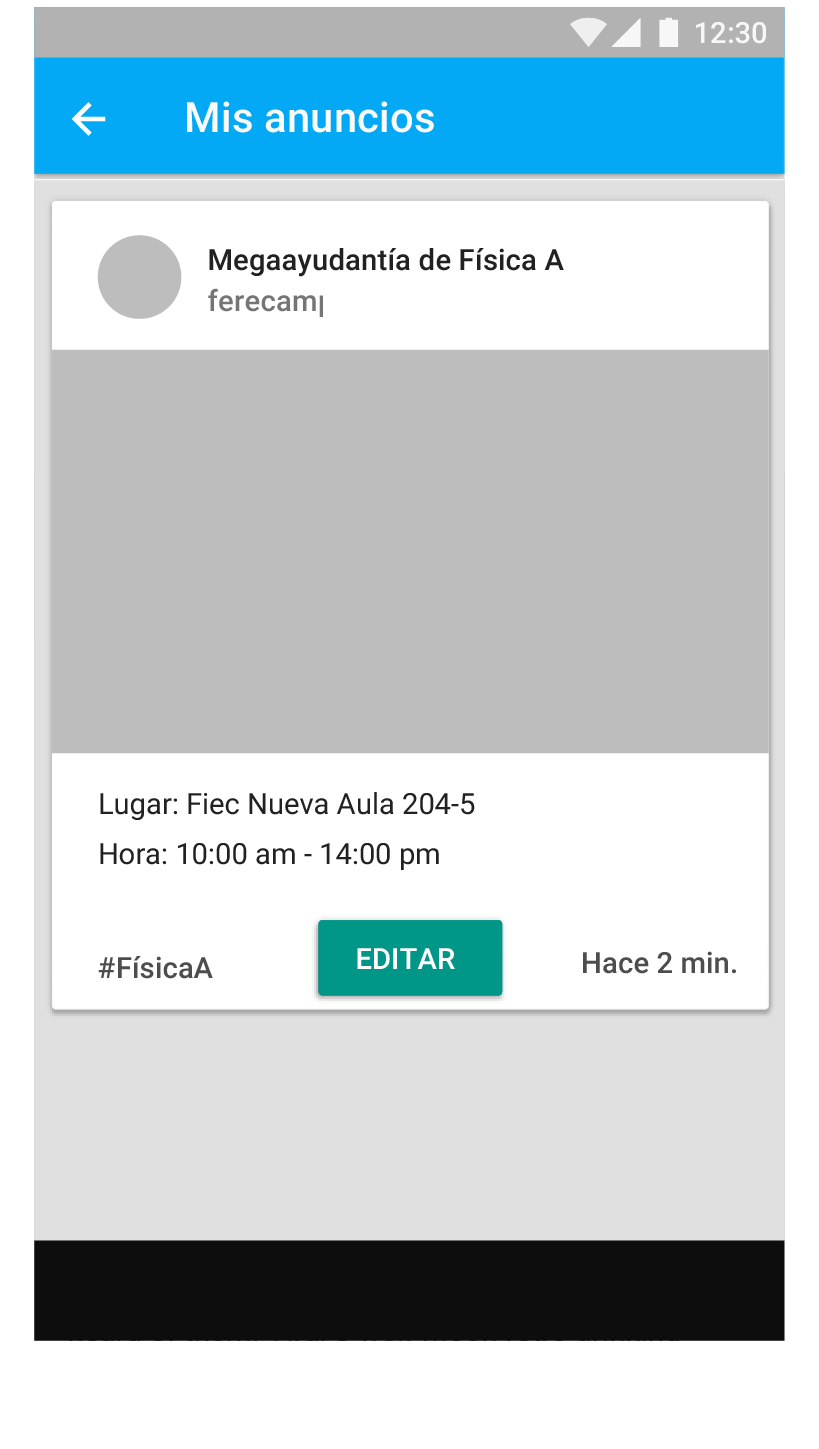 12:30
Mis anuncios
Megaayudantía de Física A
Lugar: Fiec Nueva Aula 204-5
Hora: 10:00 am - 14:00 pm
#FísicaA
EDITAR
Hace 2 min.